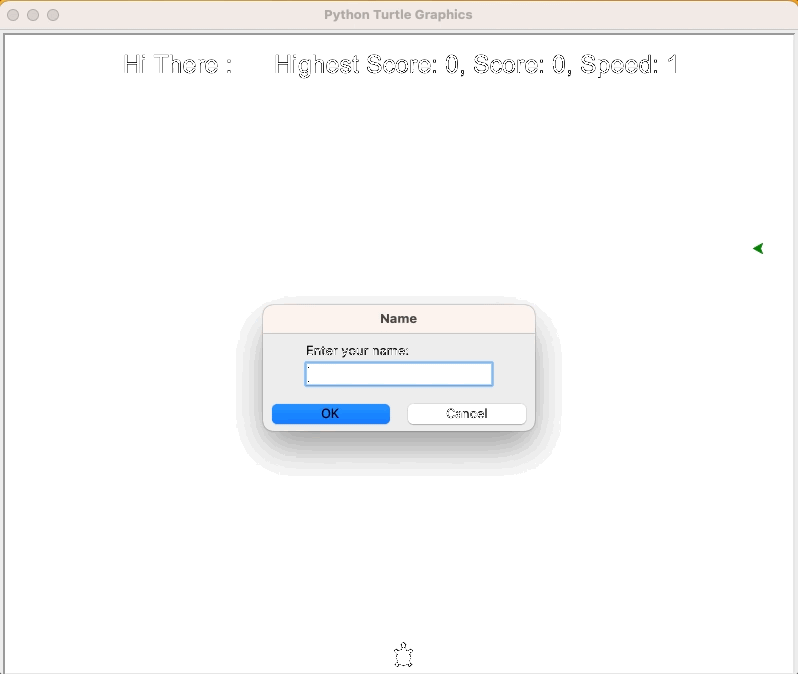 Python Turtle Graphics
Hi There : Highest Score: 0, Score: 0, Speed: 1
Name
Enter your name:
OK
Cancel